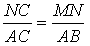 NC/AC = MN/AB